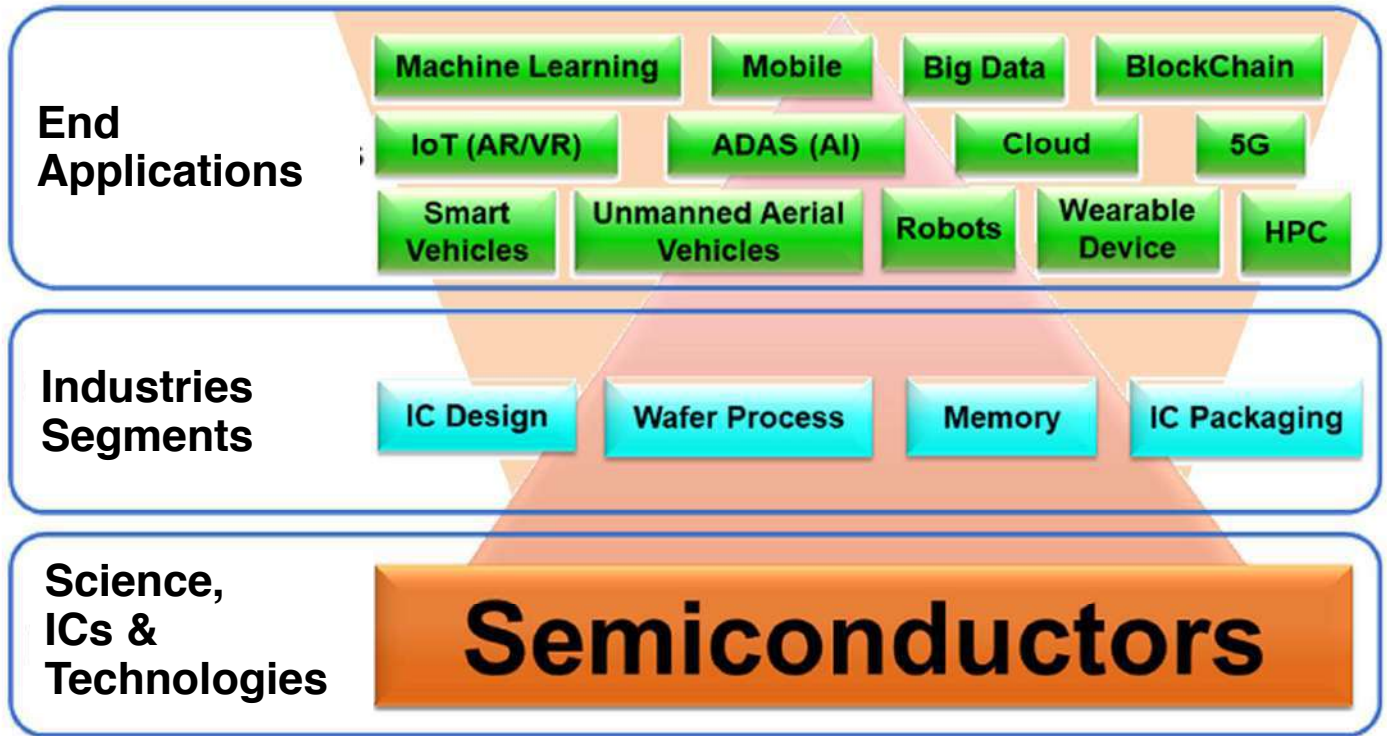 End
Applications
Machine Learning
Mobile
Big Data
BlockChain
IoT (AR/VR)
ADAS (AI)
Cloud
5G
Smart
Vehicles
Unmanned Aerial
Vehicles
Robots
Wearable
Device
HPC
Industries
Segments
IC Design
Wafer Process
Memory
IC Packaging
Science,
ICs &
Technologies
Semiconductors